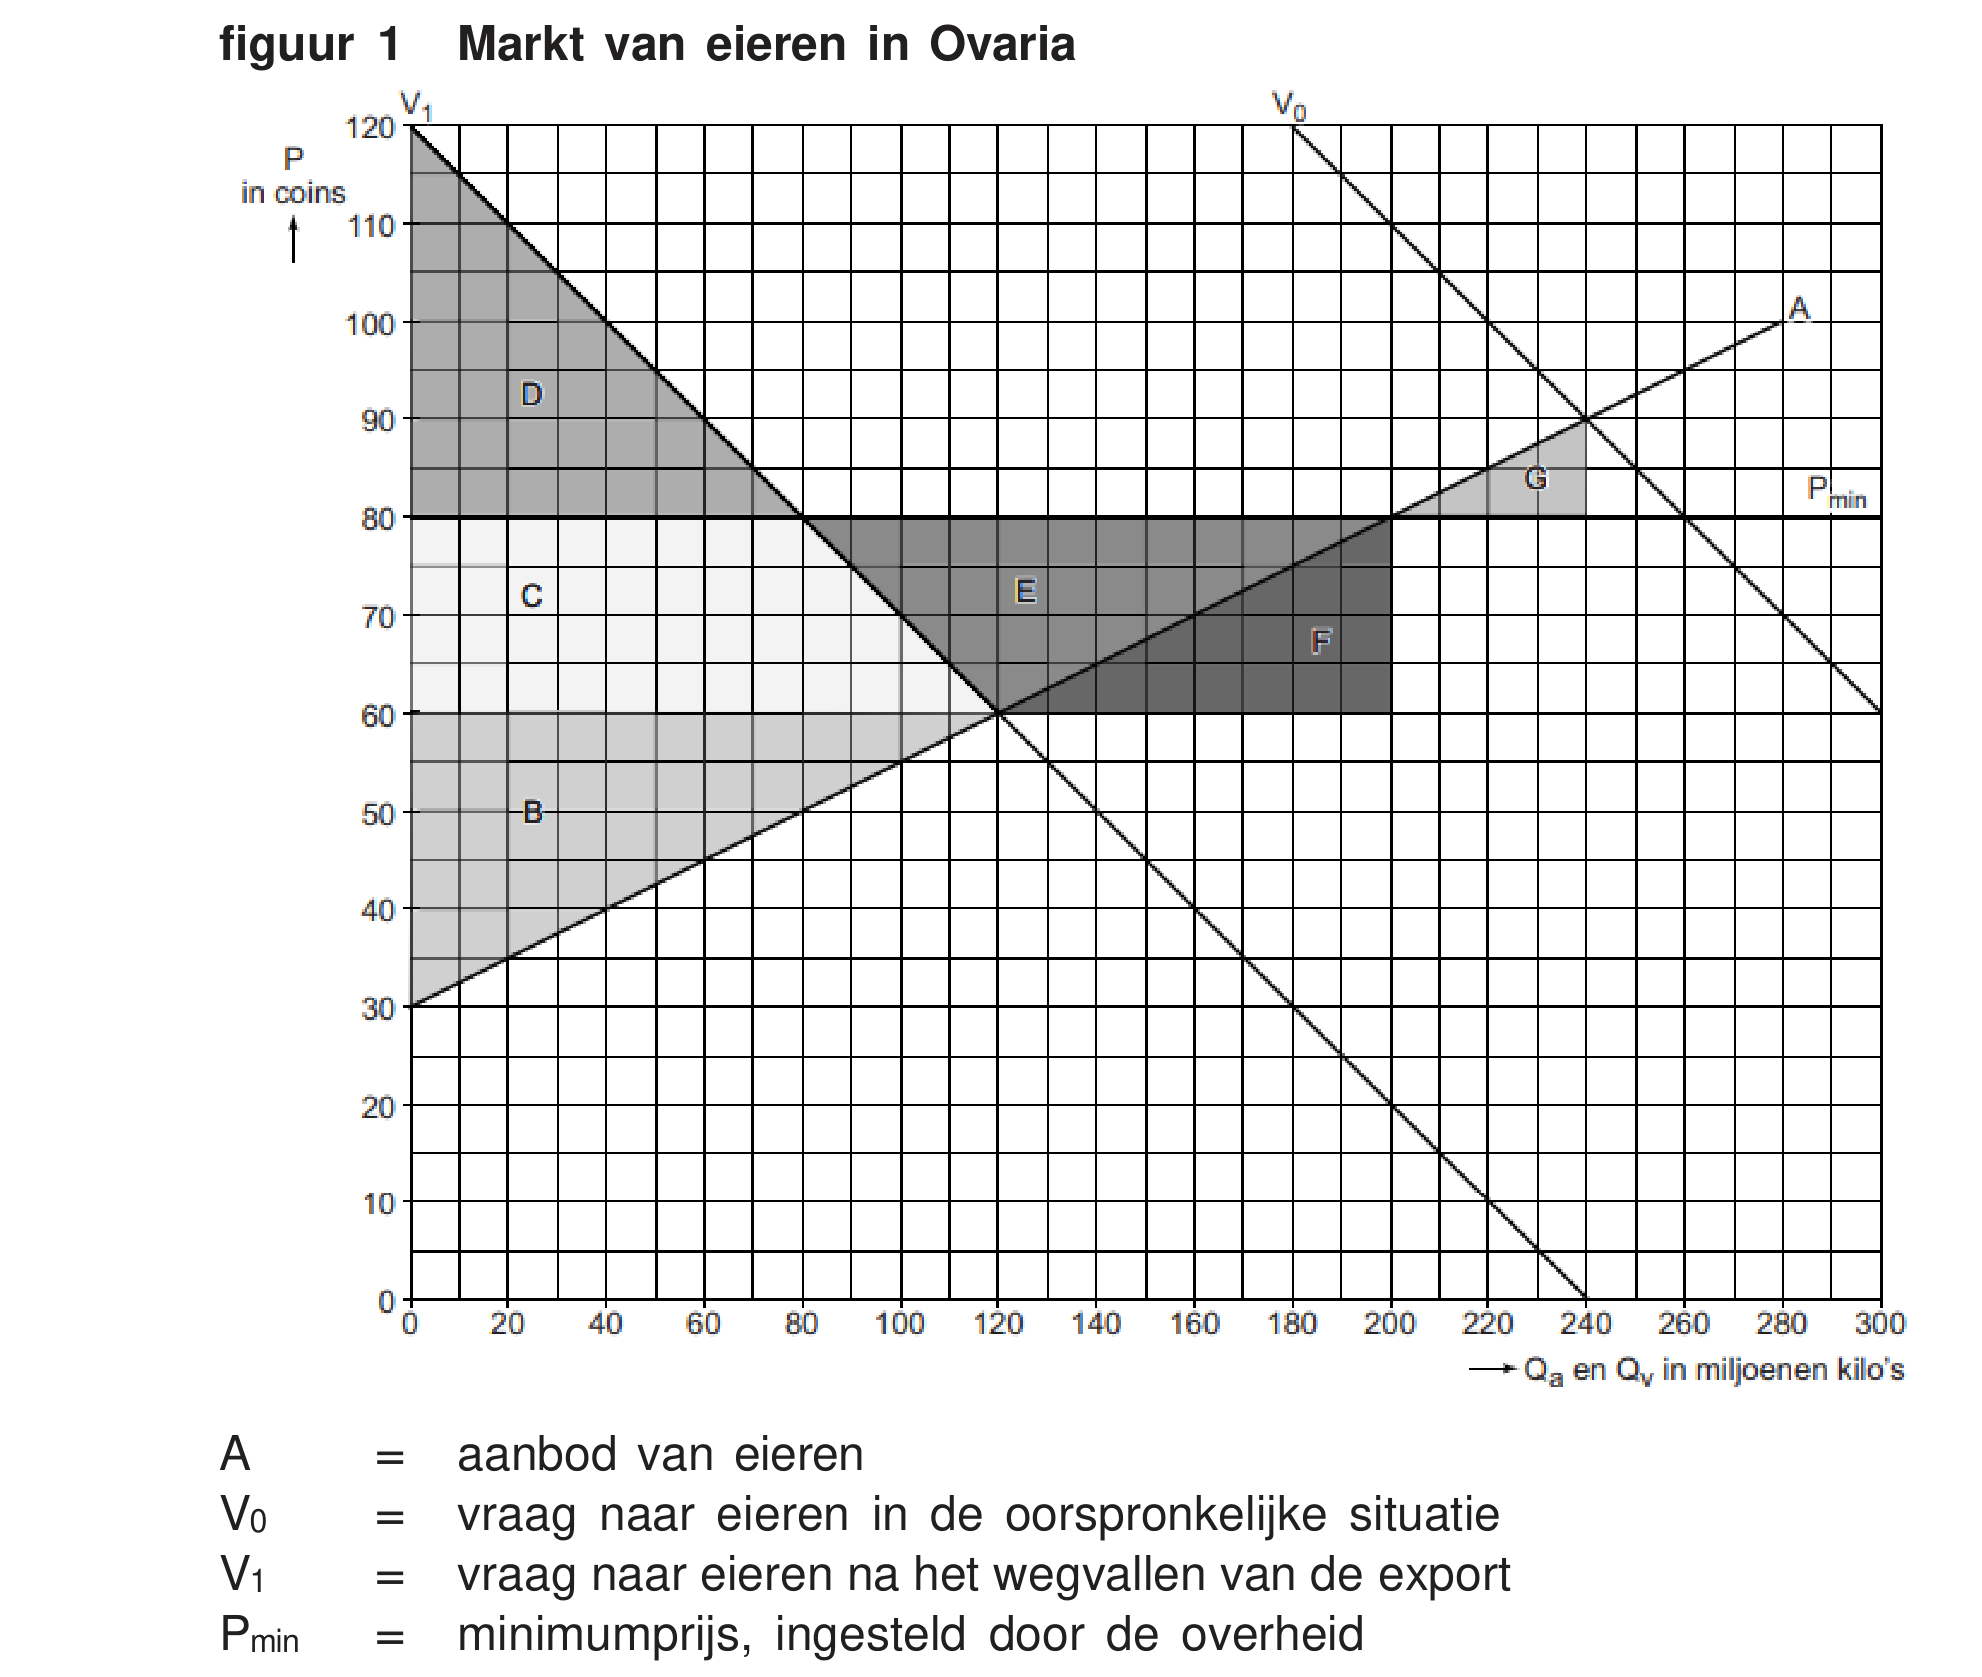 figuur 1 Markt van eieren in Ovaria
V1 V0
120
P
in coins
110
100
A
90
D
G
Pmin
80
C
E
70
F
60
50
B
40
30
20
10
0
0 20 40 60 80 100 120 140 160 180 200 220 240 260 280 300
Qa en Qv in miljoenen kilo's
A = aanbod van eieren
V0 = vraag naar eieren in de oorspronkelijke situatie
V1 = vraag naar eieren na het wegvallen van de export
Pmin = minimumprijs, ingesteld door de overheid